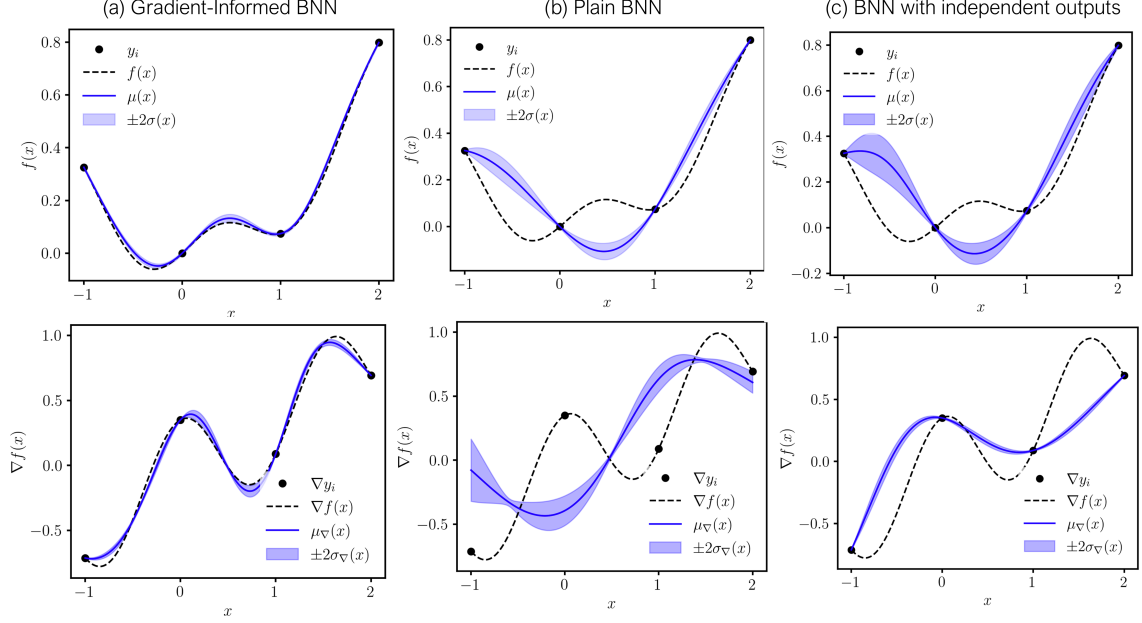 (a) Gradient-Informed BNN
(b) Plain BNN
(c) BNN with independent outputs
0.8
0.6
0.4
0.2
0.0
f(x)
y_i
f(x)
μ(x)
±2σ(x)
−1
0
1
2
x
0.8
0.6
0.4
0.2
0.0
f(x)
y_i
f(x)
μ(x)
±2σ(x)
−1
0
1
2
x
0.8
0.6
0.4
0.2
0.0
−0.2
f(x)
y_i
f(x)
μ(x)
±2σ(x)
−1
0
1
2
x
1.0
0.5
0.0
−0.5
∇f(x)
∇y_i
∇f(x)
μ_∇(x)
±2σ_∇(x)
−1
0
1
2
x
1.0
0.5
0.0
−0.5
∇f(x)
∇y_i
∇f(x)
μ_∇(x)
±2σ_∇(x)
−1
0
1
2
x
1.0
0.5
0.0
−0.5
∇f(x)
∇y_i
∇f(x)
μ_∇(x)
±2σ_∇(x)
−1
0
1
2
x